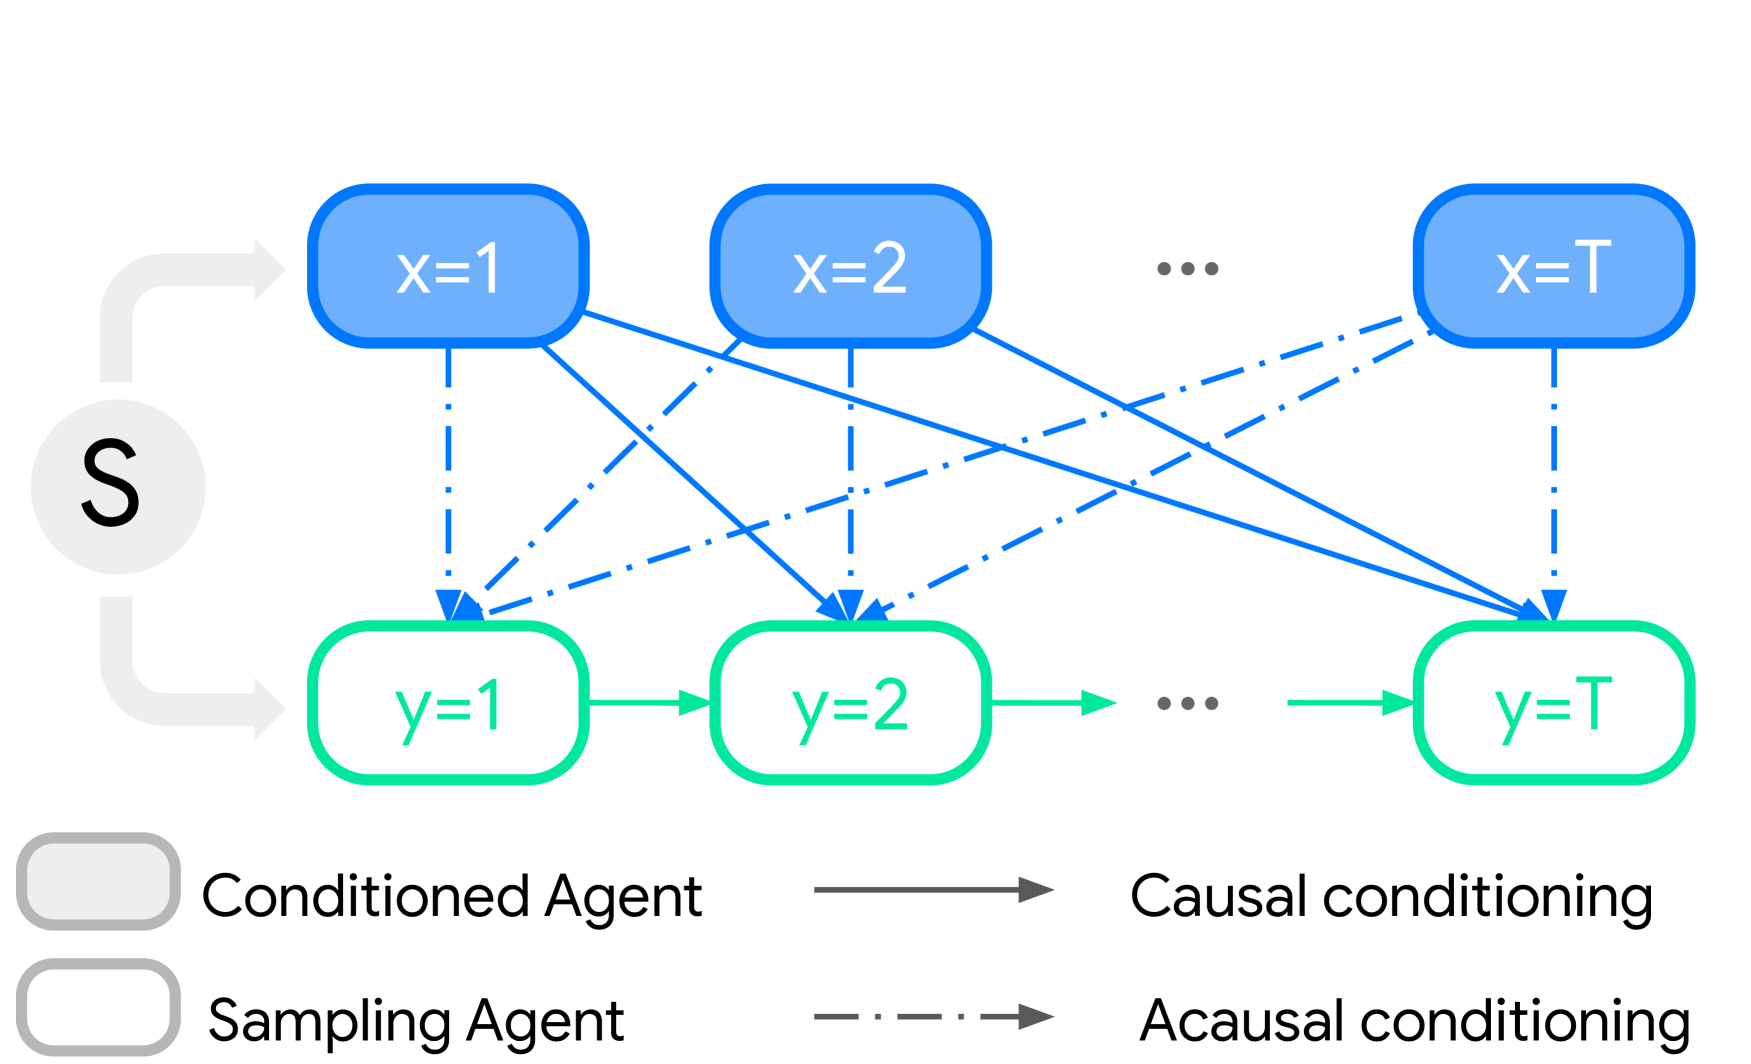 x=1
x=2
...
x=T
S
y=1
y=2
...
y=T
Conditioned Agent
Causal conditioning
Sampling Agent
Acausal conditioning